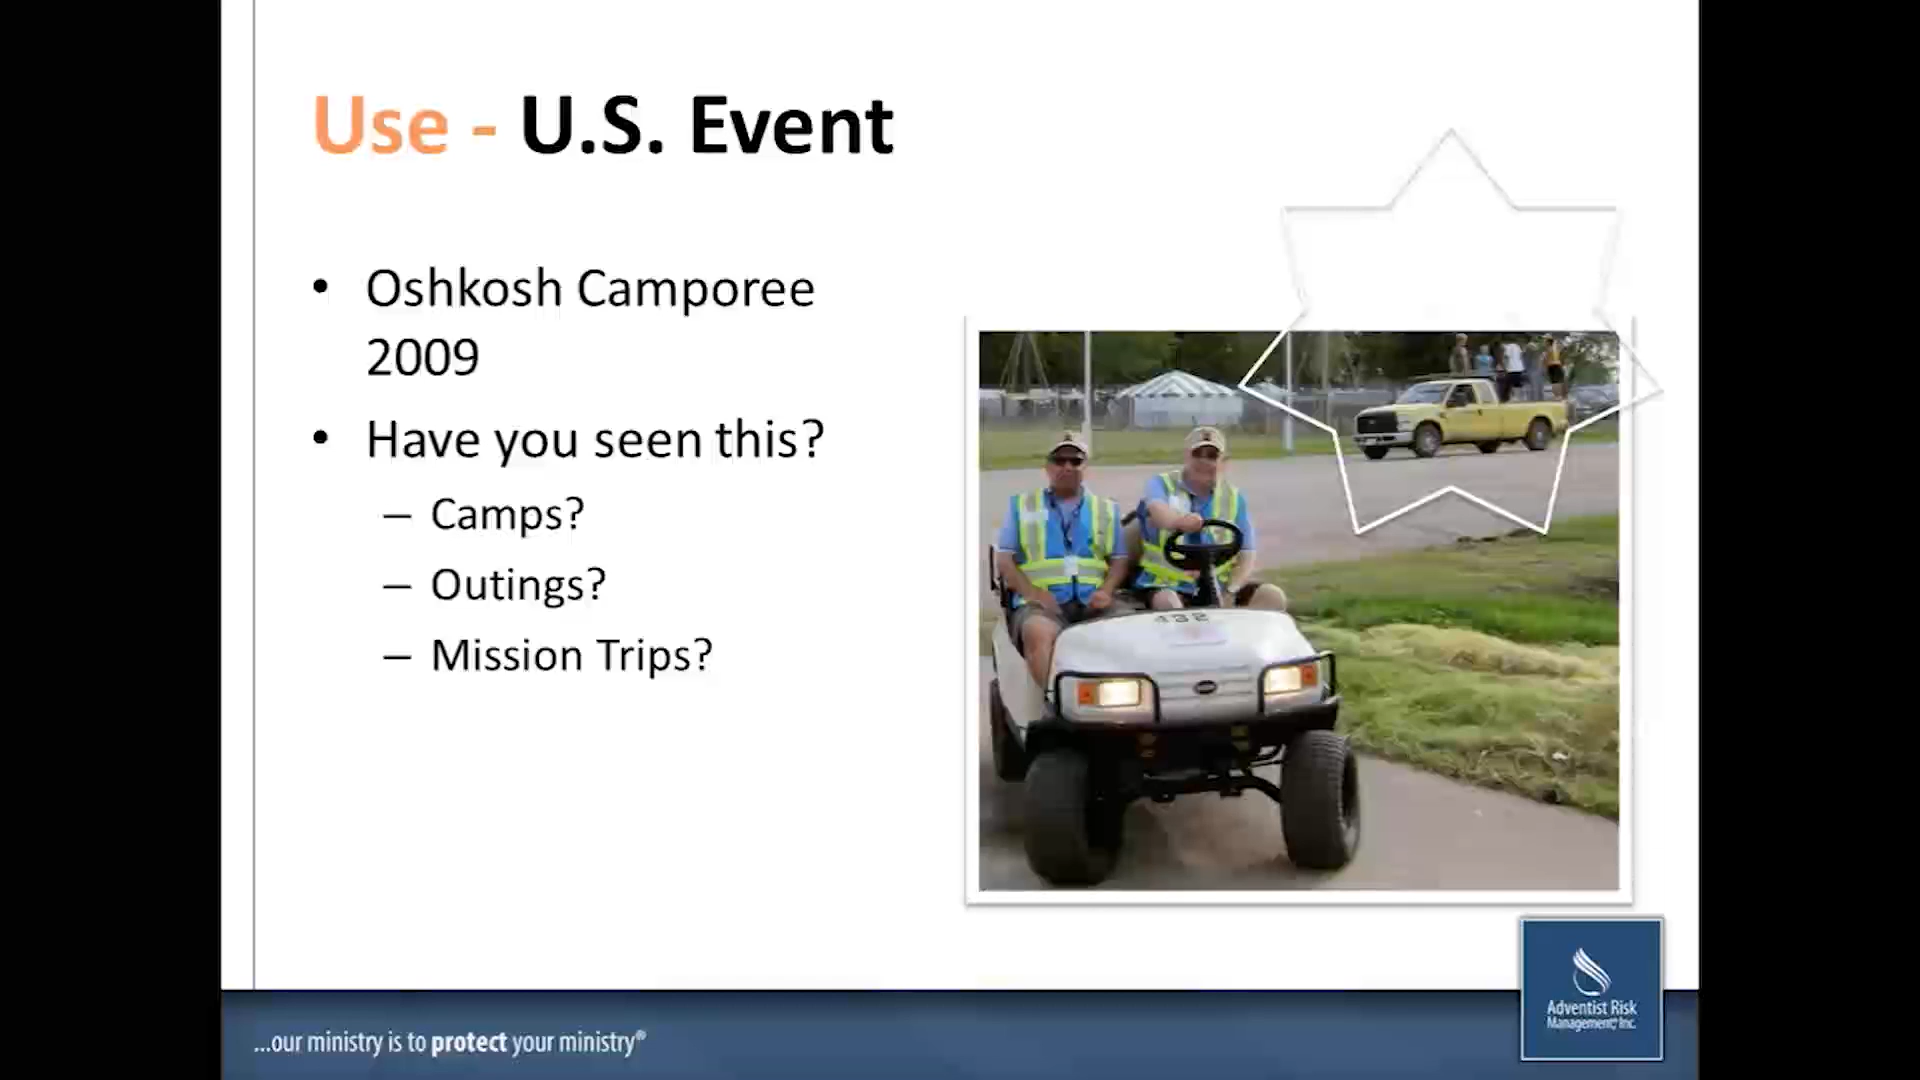 Use - U.S. Event
• Oshkosh Camporee
2009
• Have you seen this?
– Camps?
– Outings?
– Mission Trips?
432
Adventist Risk
Management, Inc.
...our ministry is to protect your ministry®